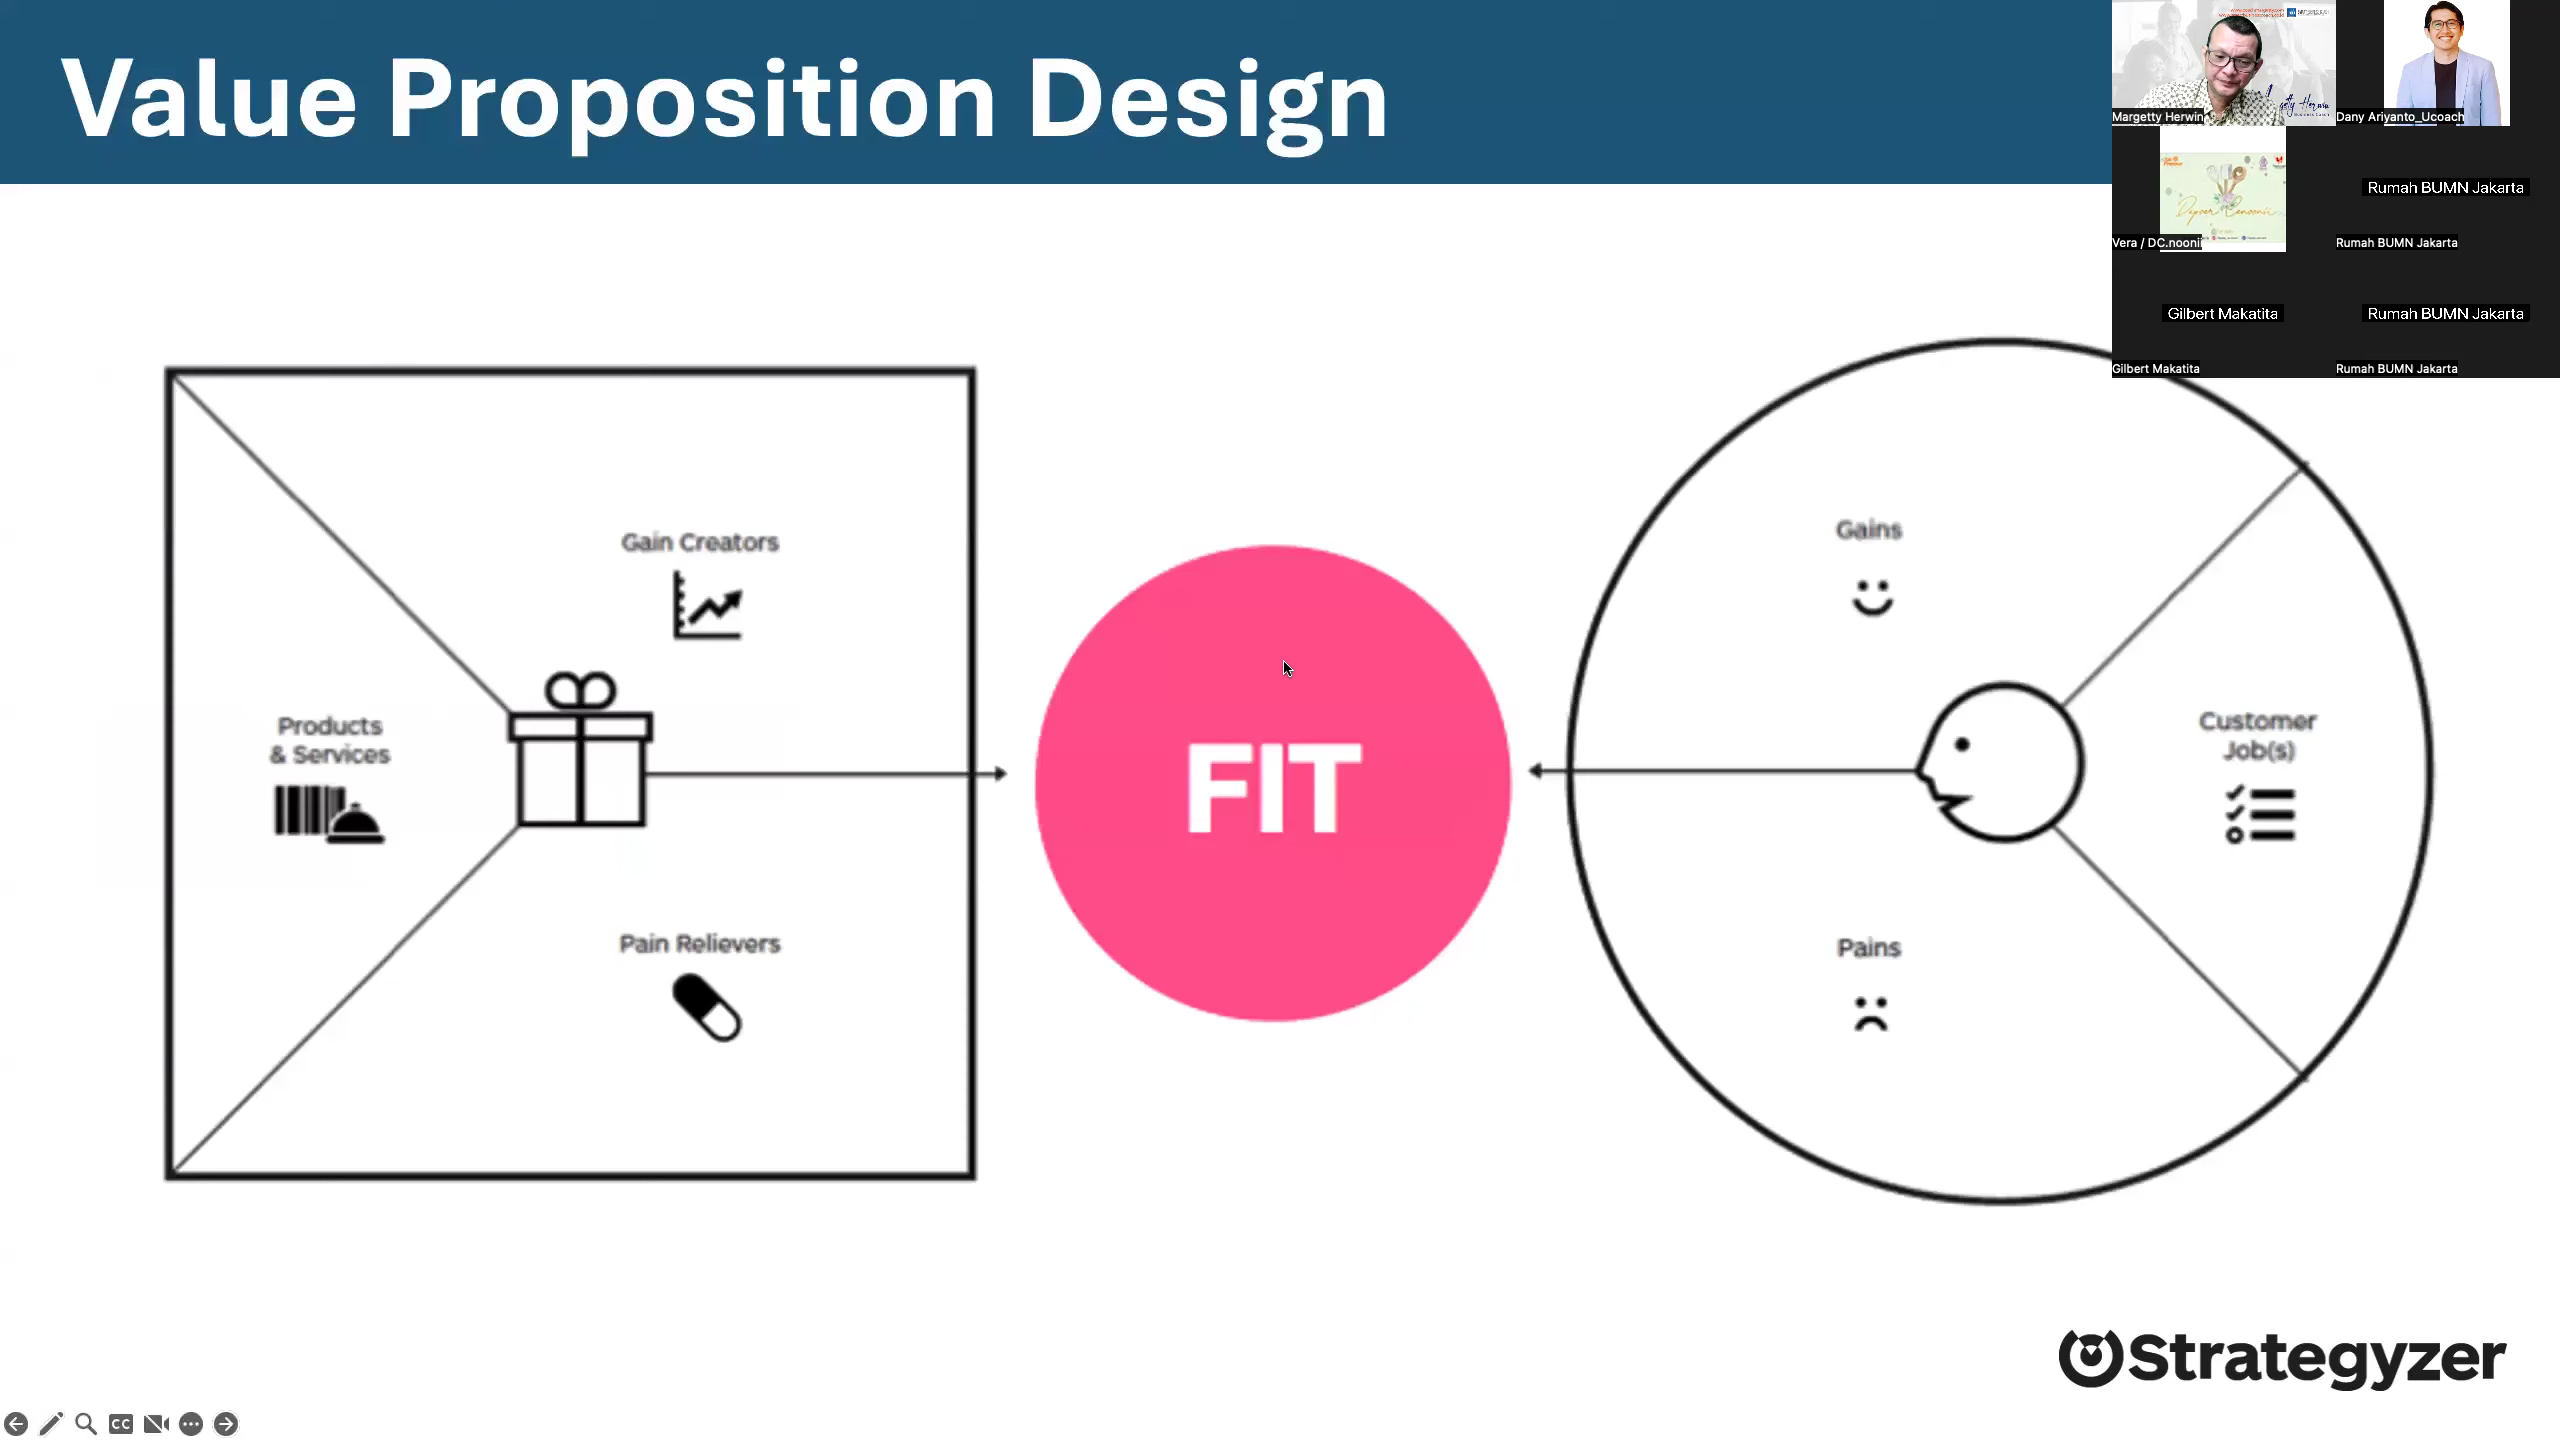 Value Proposition Design
Margetty Herwin
Dany Ariyanto_Ucoach
Rumah BUMN Jakarta
Vera / DC.nooni
Rumah BUMN Jakarta
Gilbert Makatita
Rumah BUMN Jakarta
Gilbert Makatita
Rumah BUMN Jakarta
Gain Creators
Products
& Services
Pain Relievers
FIT
Gains
Customer
Job(s)
Pains
Strategyzer
CC